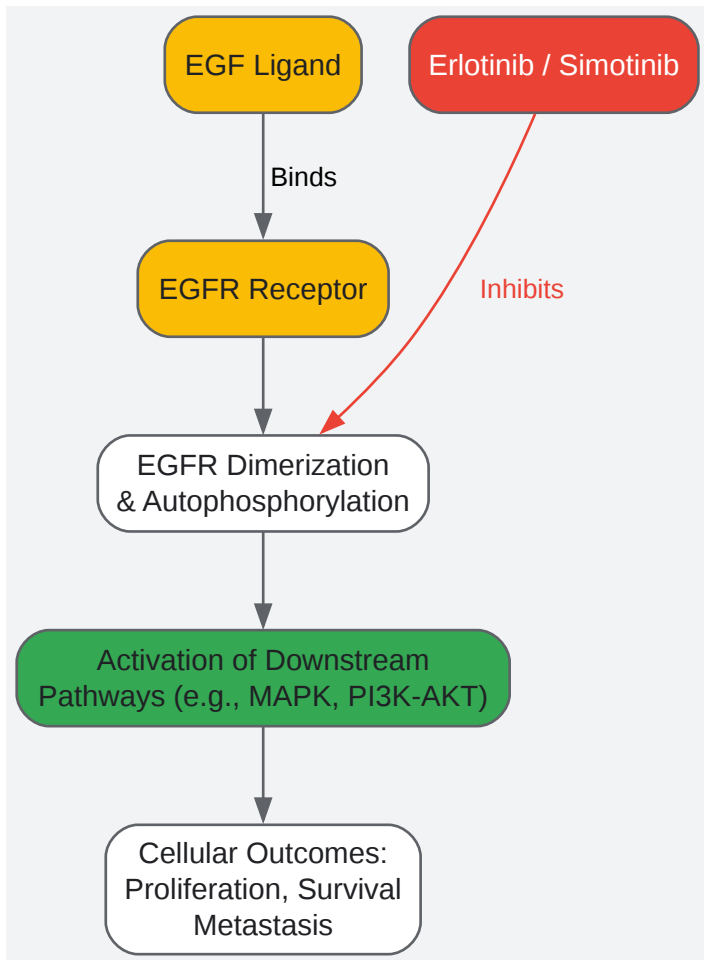 EGF Ligand
Erlotinib / Simotinib
Binds
EGFR Receptor
Inhibits
EGFR Dimerization
& Autophosphorylation
Activation of Downstream
Pathways (e.g., MAPK, PI3K-AKT)
Cellular Outcomes:
Proliferation, Survival
Metastasis